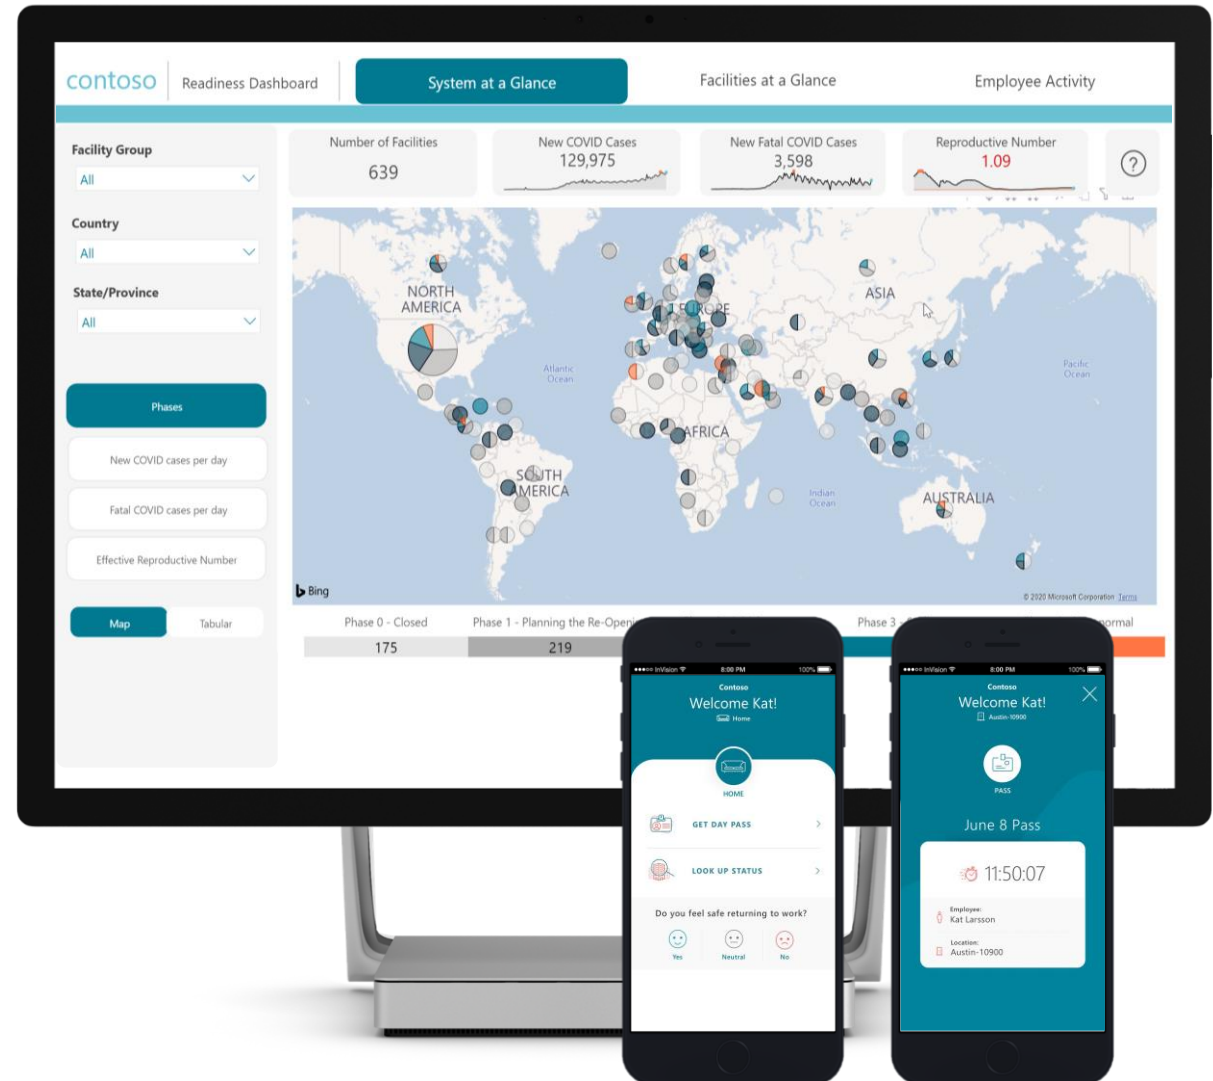 contoso
Readiness Dashboard
System at a Glance
Facilities at a Glance
Employee Activity
Facility Group
All
Country
All
State/Province
All
Phases
New COVID cases per day
Fatal COVID cases per day
Effective Reproductive Number
Map
Tabular
Number of Facilities
639
New COVID Cases
129,975
New Fatal COVID Cases
3,598
Reproductive Number
1.09
?
NORTH
AMERICA
EUROPE
ASIA
Atlantic
Ocean
Pacific
Ocean
AFRICA
SOUTH
AMERICA
Indian
Ocean
AUSTRALIA
Bing
© 2020 Microsoft Corporation Terms
Phase 0 - Closed
Phase 1 - Planning the Re-Openi
Phase 3 -
normal
175
219
InVision
8:00 PM
100%
Contoso
Welcome Kat!
Home
HOME
GET DAY PASS
LOOK UP STATUS
Do you feel safe returning to work?
Yes
Neutral
No
InVision
8:00 PM
100%
Contoso
Welcome Kat!
Austin-10900
PASS
June 8 Pass
11:50:07
Employee:
Kat Larsson
Location:
Austin-10900